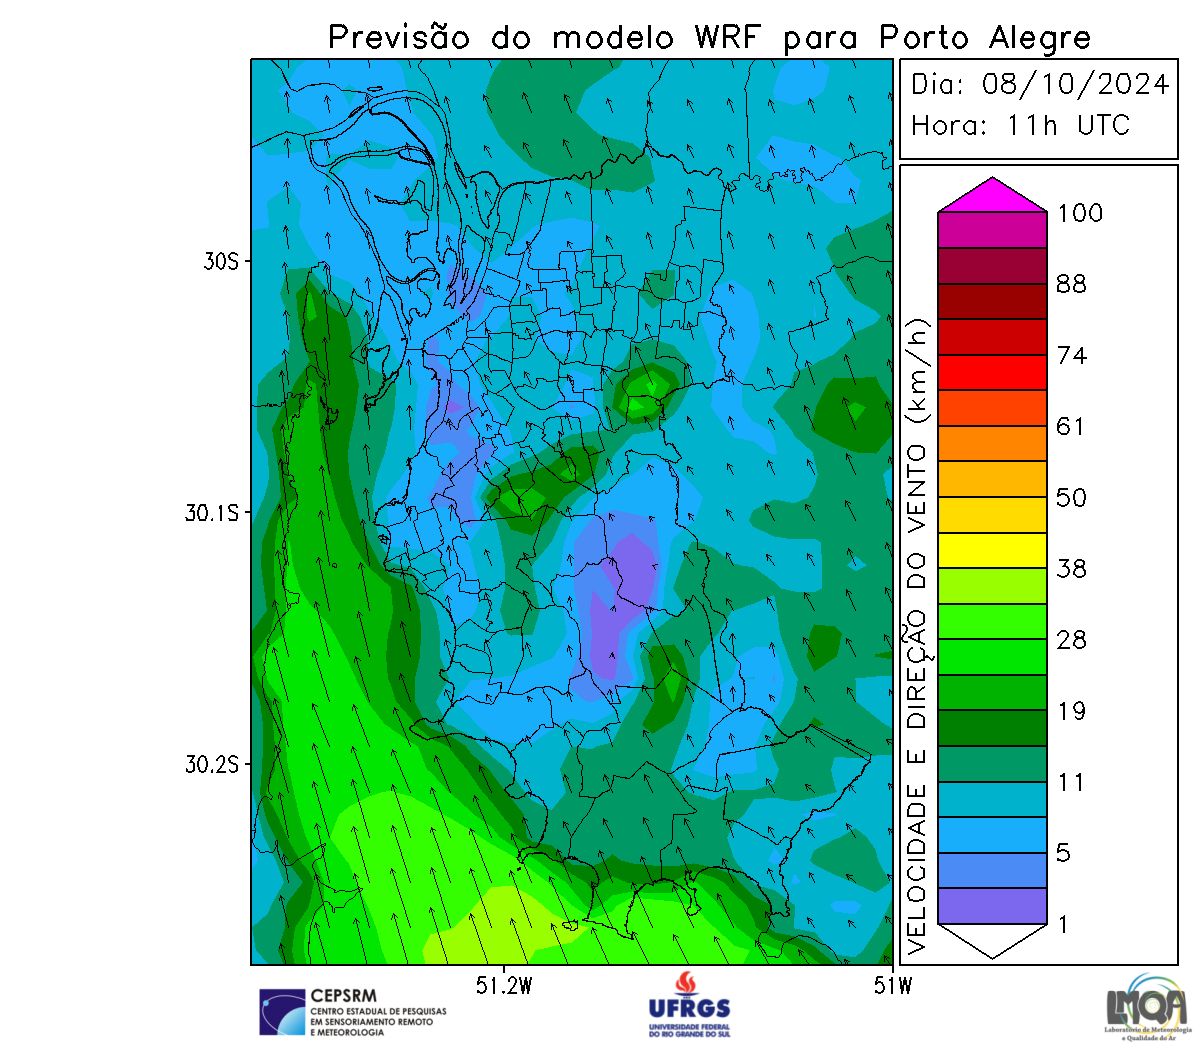 Previsão do modelo WRF para Porto Alegre
Dia: 08/10/2024
Hora: 11h UTC
30S
30.1S
30.2S
51.2W
51W
VELOCIDADE E DIREÇÃO DO VENTO (km/h)
100
88
74
61
50
38
28
19
11
5
1
CEPSRM
CENTRO ESTADUAL DE PESQUISAS
EM SENSORIAMENTO REMOTO
E METEOROLOGIA
UFRGS
UNIVERSIDADE FEDERAL
DO RIO GRANDE DO SUL
LMQA
Laboratório de Meteorologia
e Qualidade do Ar